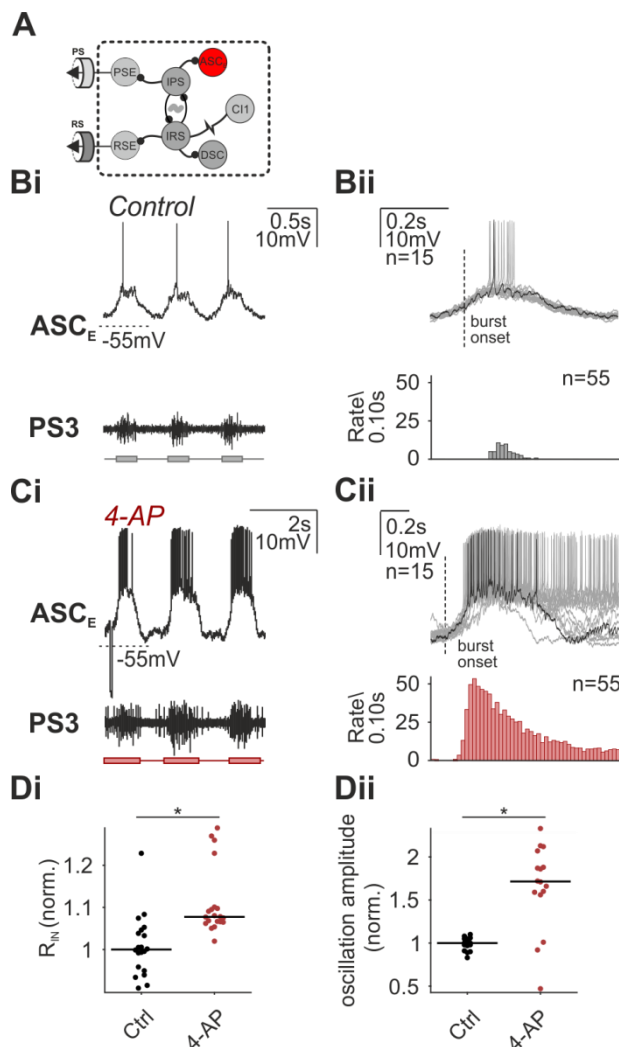 A
PS
RS
PSE
IPS
ASC
CI1
RSE
IRS
DSC
Bi
Control
0.5s
10mV
ASCE
-55mV
PS3
Bii
0.2s
10mV
n=15
burst
onset
50
25
0
Rate\
0.10s
n=55
Ci
4-AP
2s
10mV
ASCE
-55mV
PS3
Cii
0.2s
10mV
n=15
burst
onset
50
25
0
Rate\
0.10s
n=55
Di
*
1.2
1.1
1
RIN (norm.)
Ctrl
4-AP
Dii
*
2
1.5
1
0.5
oscillation amplitude
(norm.)
Ctrl
4-AP